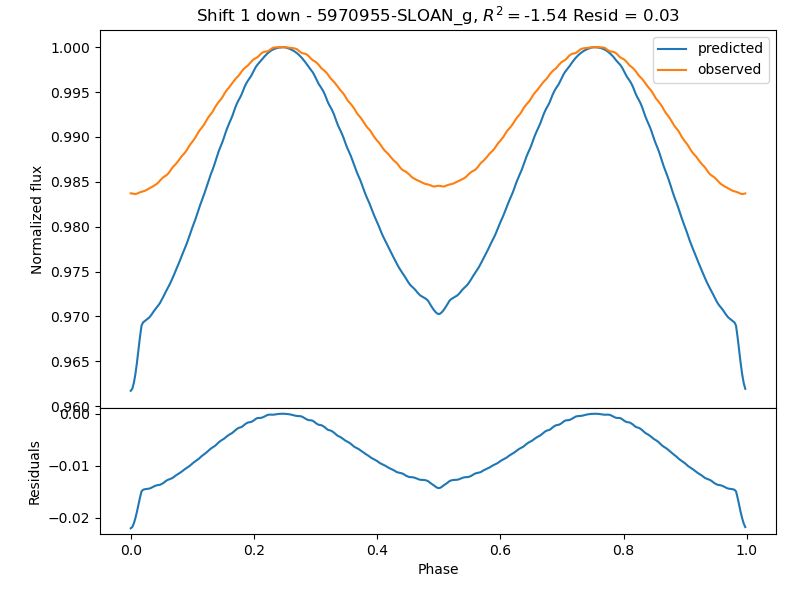 Shift 1 down - 5970955-SLOAN_g, $R^2$ = -1.54 Resid = 0.03
predicted
observed
Normalized flux
1.000
0.995
0.990
0.985
0.980
0.975
0.970
0.965
0.960
Residuals
0.00
−0.01
−0.02
0.0 0.2 0.4 0.6 0.8 1.0
Phase